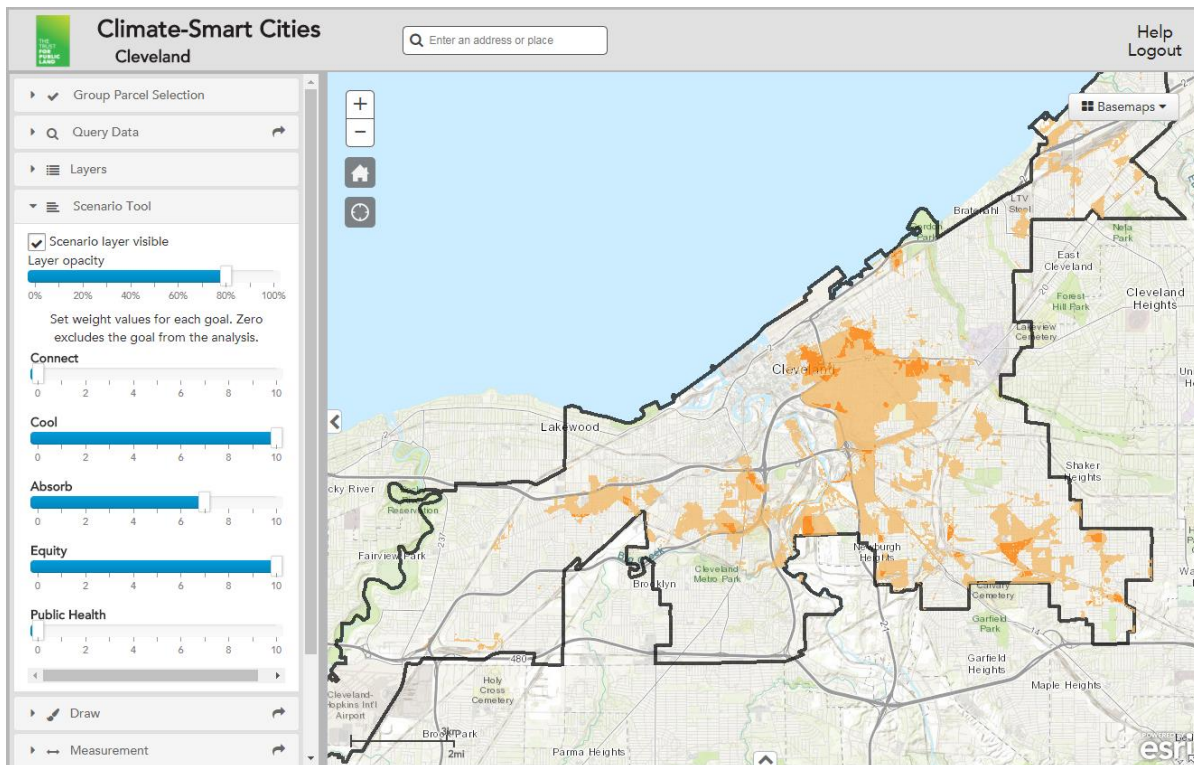 THE
TRUST
FOR
PUBLIC
LAND
Climate-Smart Cities
Cleveland
Enter an address or place
Help
Logout
Group Parcel Selection
Query Data
Layers
Scenario Tool
Scenario layer visible
Layer opacity
0% 20% 40% 60% 80% 100%
Set weight values for each goal. Zero
excludes the goal from the analysis.
Connect
0 2 4 6 8 10
Cool
0 2 4 6 8 10
Absorb
0 2 4 6 8 10
Equity
0 2 4 6 8 10
Public Health
0 2 4 6 8 10
Draw
Measurement
+
−
Basemaps
LTV
Steel
Nela
Park
East
Cleveland
Forest
Hill Park
Cleveland
Heights
Lakeview
Cemetery
20
Cleveland
Lakewood
Shaker
Heights
cky River
Reservation
237
Fairview Park
Newburgh
Heights
Cleveland
Metro Park
Brooklyn
Calvary
Cemetery
Garfield
Park
21
14
480
Garfield
Heights
Maple Heights
Holy
Cross
Cemetery
Cleveland-
Hopkins Int'l
Airport
Brook Park
3km
2mi
Parma Heights
esri